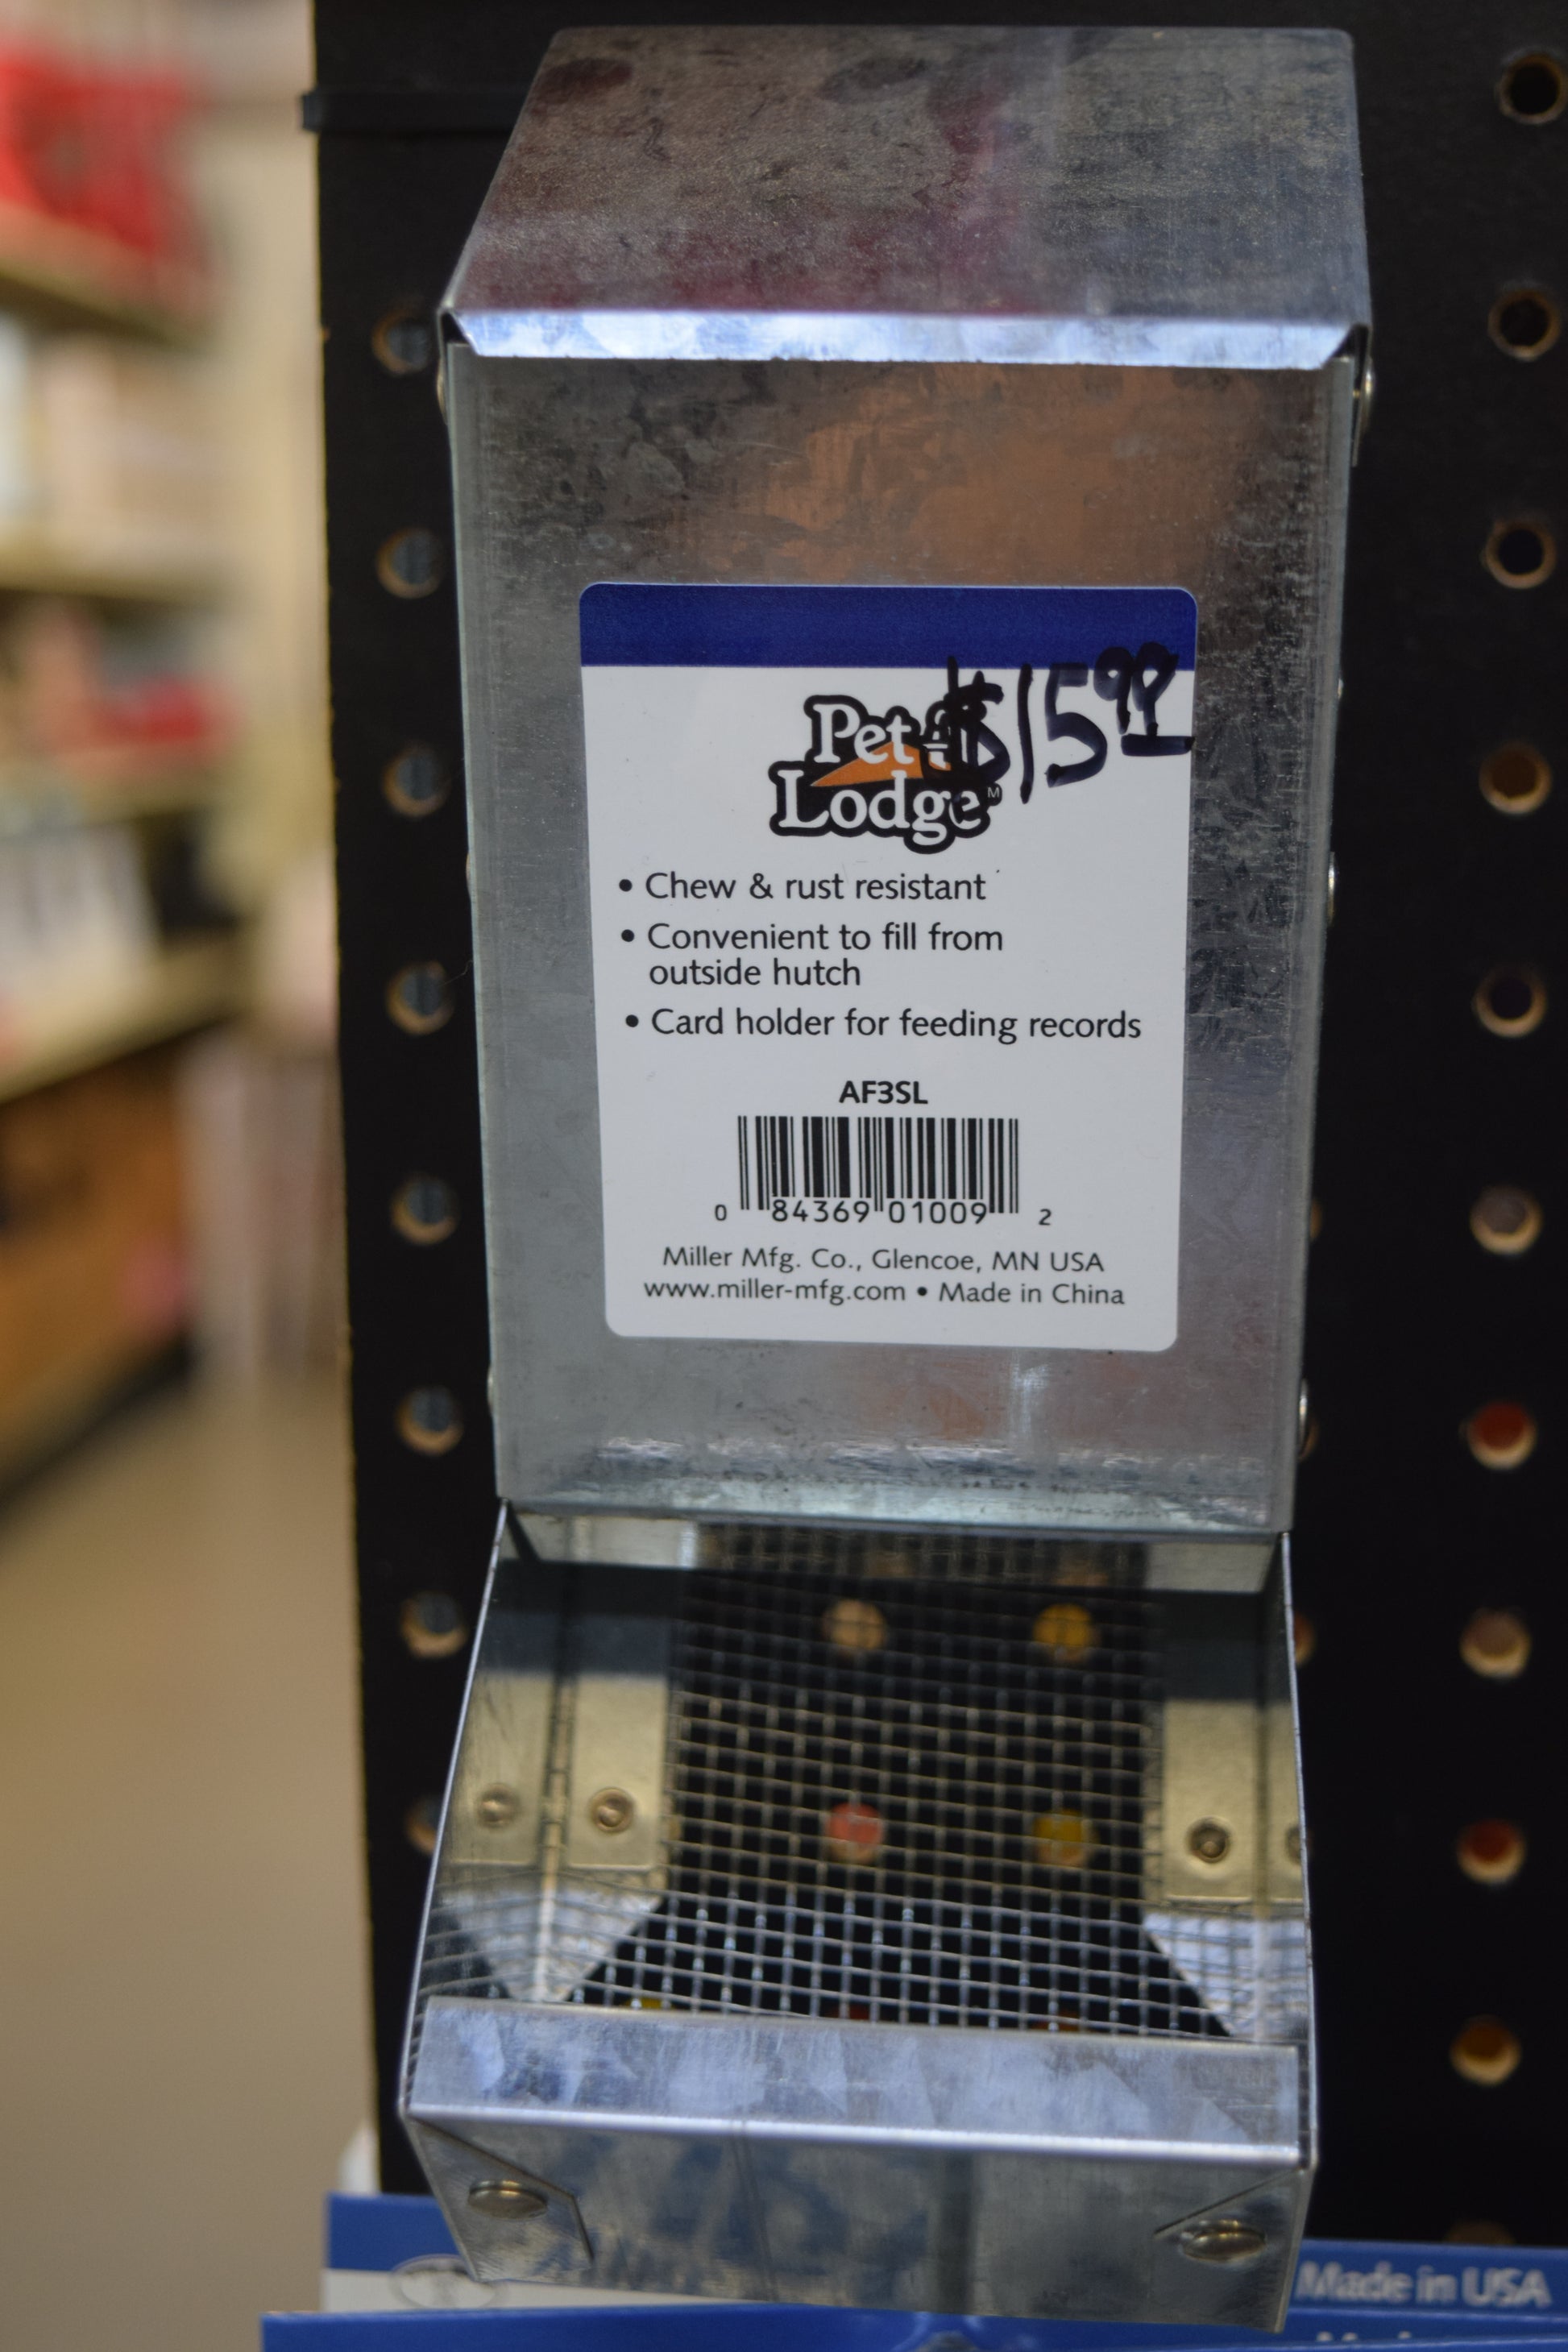 $15.99
Pet
Lodge
• Chew & rust resistant
• Convenient to fill from
outside hutch
• Card holder for feeding records
AF3SL
0 84369 01009 2
Miller Mfg. Co., Glencoe, MN USA
www.miller-mfg.com • Made in China
Made in USA